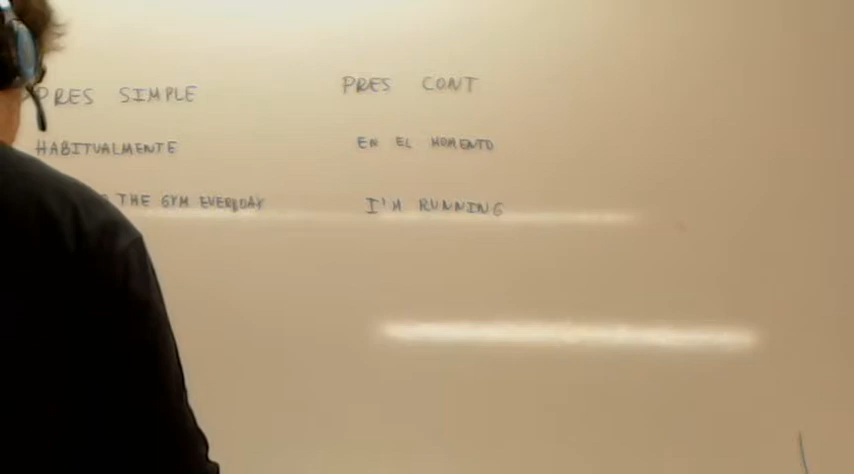 PRES SIMPLE
PRES CONT
HABITUALMENTE
EN EL MOMENTO
THE GYM EVERYDAY
I'M RUNNING